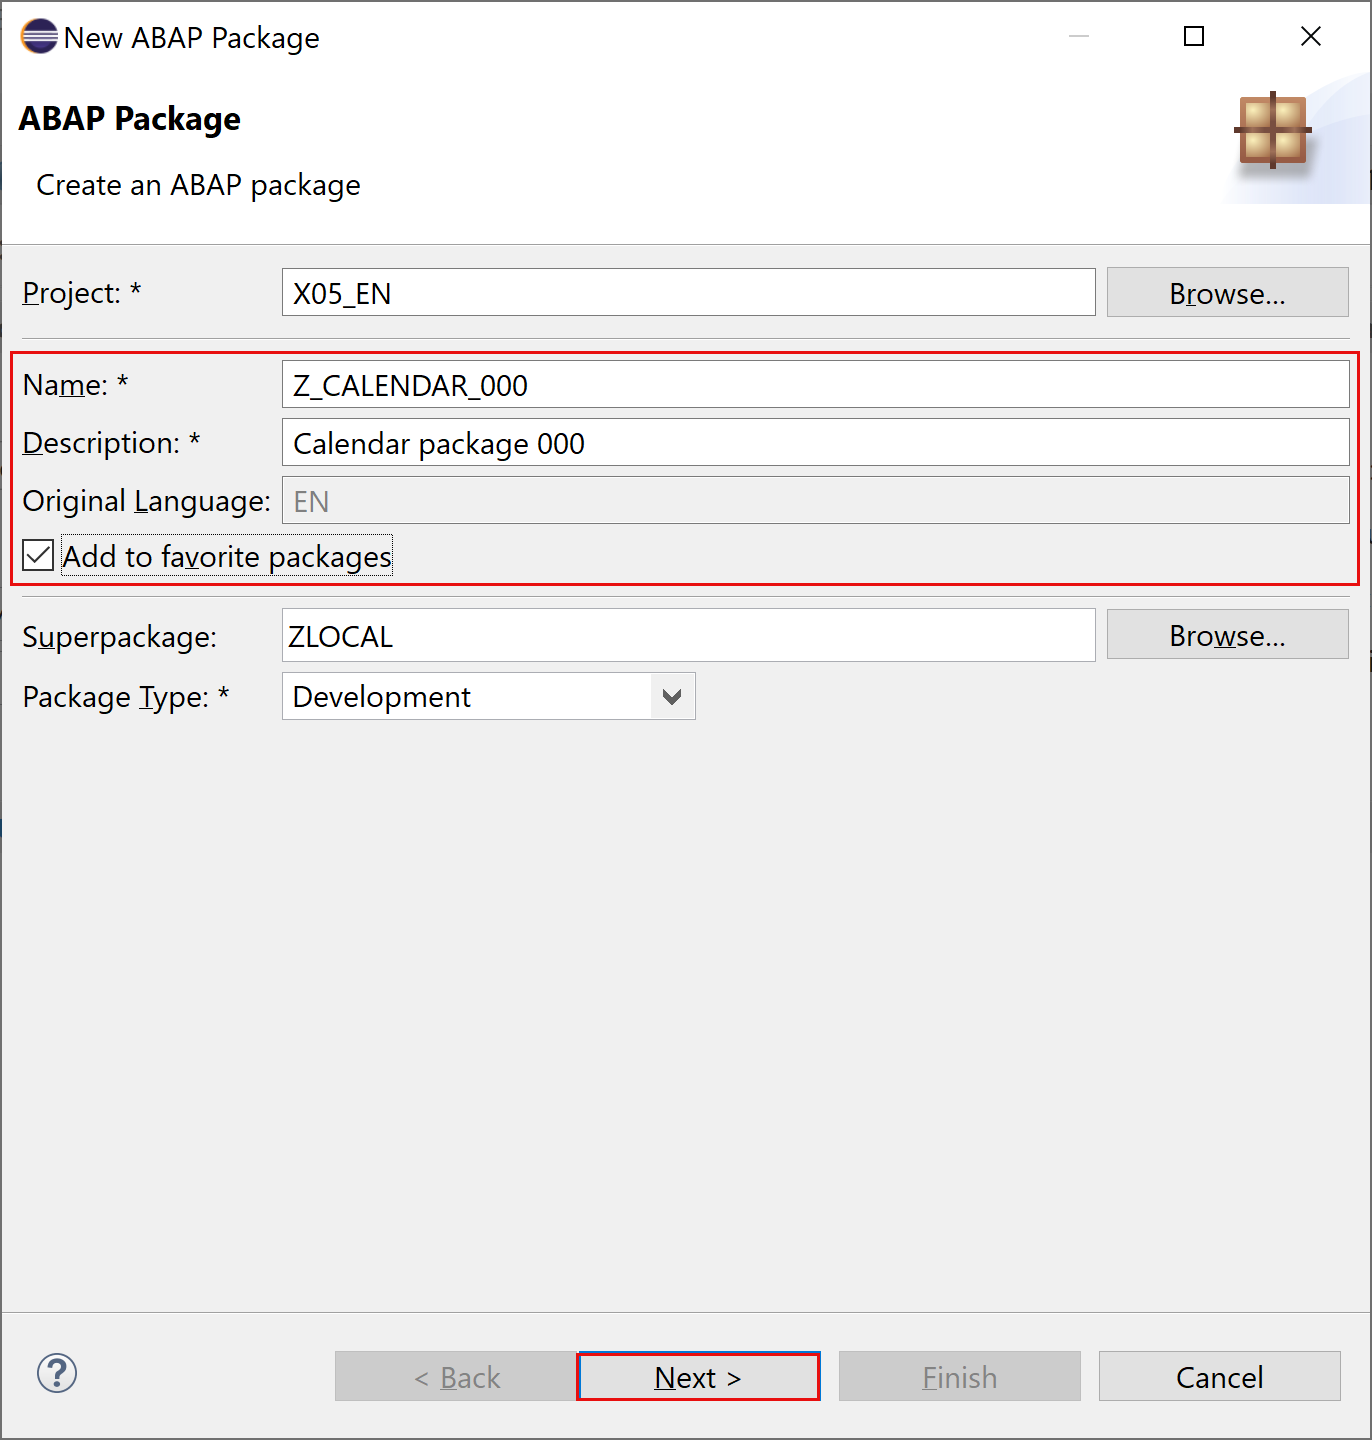 New ABAP Package
ABAP Package
Create an ABAP package
Project: * X05_EN Browse...
Name: * Z_CALENDAR_000
Description: * Calendar package 000
Original Language: EN
Add to favorite packages
Superpackage: ZLOCAL Browse...
Package Type: * Development
? < Back Next > Finish Cancel